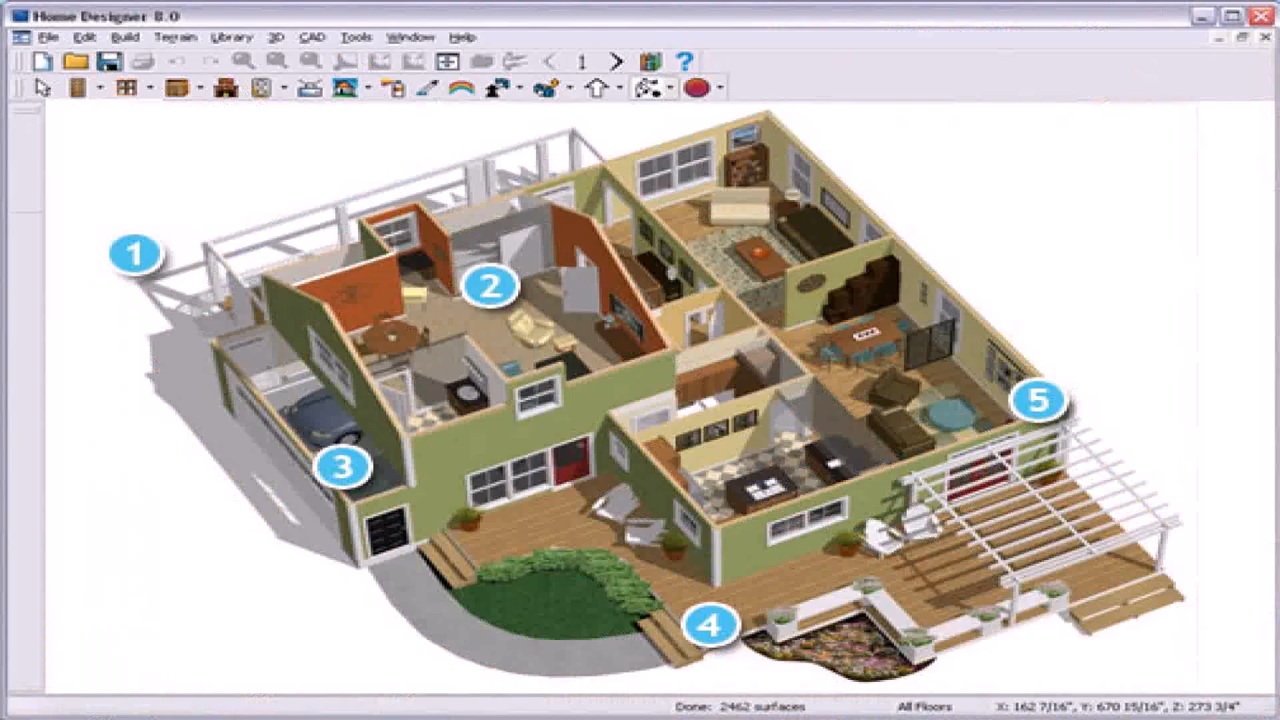 Home Designer 8.0
File Edit Build Terrain Library 3D CAD Tools Window Help
1 ?
1
2
3
4
5
Done: 2462 surfaces All Floors X: 162 7/16", Y: 670 15/16", Z: 273 3/4"